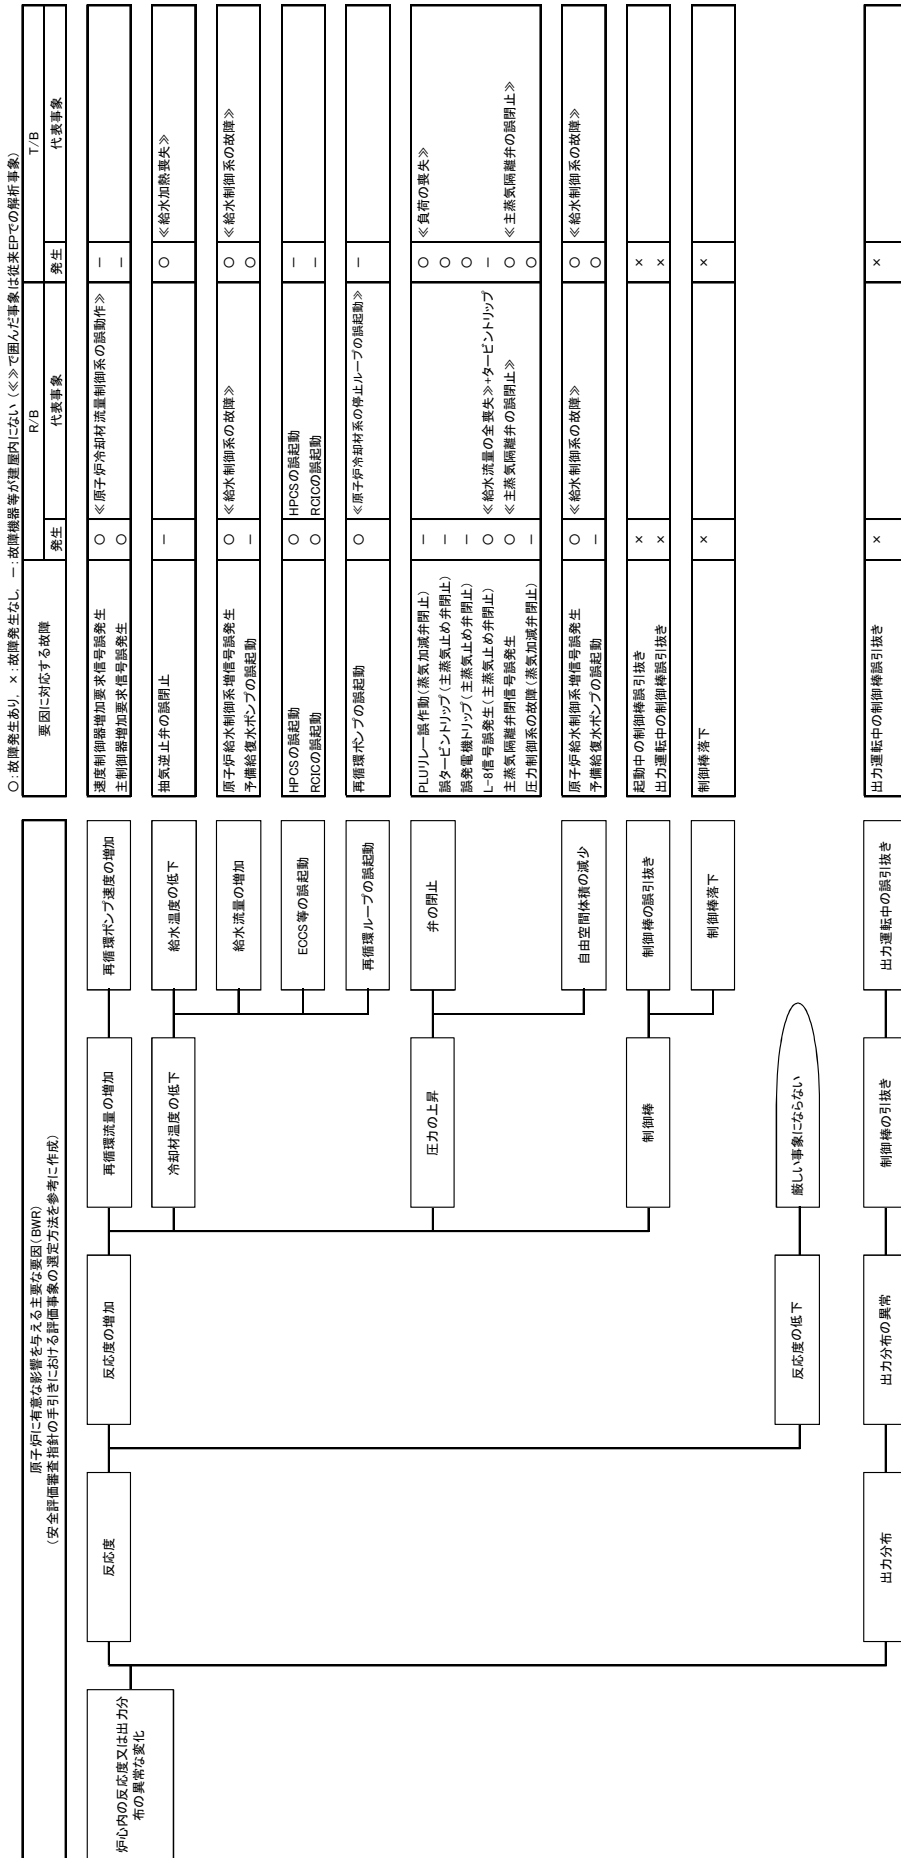 ○:故障発生あり, ×:故障発生なし, －:故障機器等が建屋内にない (≪≫で囲んだ事象は従来EPでの解析事象)
原子炉に有意な影響を与える主要な要因(BWR)
(安全評価審査指針の手引きにおける評価事象の選定方法を参考に作成)
要因に対応する故障
R/B
T/B
発生
代表事象
発生
代表事象
炉心内の反応度又は出力分
布の異常な変化
反応度
反応度の増加
再循環流量の増加
再循環ポンプ速度の増加
速度制御器増加要求信号誤発生 ○ ≪原子炉冷却材流量制御系の誤動作≫ －
主制御器増加要求信号誤発生 ○ －
冷却材温度の低下
給水温度の低下
抽気逆止弁の誤閉止 － ○ ≪給水加熱喪失≫
給水流量の増加
原子炉給水制御系増信号誤発生 ○ ≪給水制御系の故障≫ ○ ≪給水制御系の故障≫
予備給復水ポンプの誤起動 － ○
ECCS等の誤起動
HPCSの誤起動 ○ HPCSの誤起動 －
RCICの誤起動 ○ RCICの誤起動 －
再循環ループの誤起動
再循環ポンプの誤起動 ○ ≪原子炉冷却材系の停止ループの誤起動≫ －
圧力の上昇
弁の閉止
PLUリレー誤作動(蒸気加減弁閉止) － ○ ≪負荷の喪失≫
誤タービントリップ(主蒸気止め弁閉止) － ○
誤発電機トリップ(主蒸気止め弁閉止) － ○
L-8信号誤発生(主蒸気止め弁閉止) ○ ≪給水流量の全喪失≫+タービントリップ －
主蒸気隔離弁閉信号誤発生 ○ ≪主蒸気隔離弁の誤閉止≫ ○ ≪主蒸気隔離弁の誤閉止≫
圧力制御系の故障(蒸気加減弁閉止) － ○
自由空間体積の減少
原子炉給水制御系増信号誤発生 ○ ≪給水制御系の故障≫ ○ ≪給水制御系の故障≫
予備給復水ポンプの誤起動 － ○
制御棒
制御棒の誤引抜き
起動中の制御棒誤引抜き × ×
出力運転中の制御棒誤引抜き × ×
制御棒落下
制御棒落下 × ×
反応度の低下
厳しい事象にならない
出力分布
出力分布の異常
制御棒の引抜き
出力運転中の誤引抜き
出力運転中の制御棒誤引抜き × ×